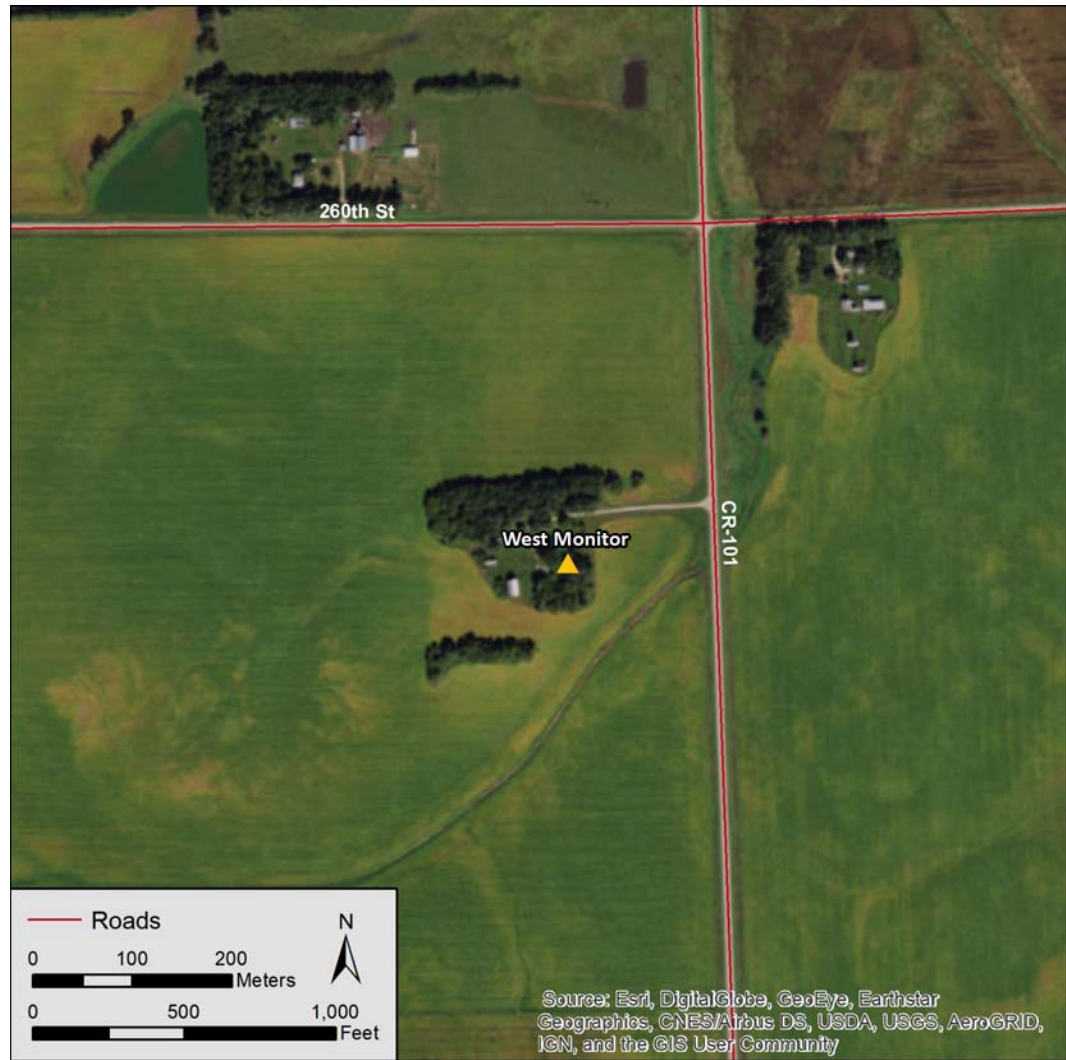 260th St
CR-101
West Monitor
Roads
N
0 100 200
Meters
0 500 1,000
Feet
Source: Esri, DigitalGlobe, GeoEye, Earthstar
Geographics, CNES/Airbus DS, USDA, USGS, AeroGRID,
IGN, and the GIS User Community